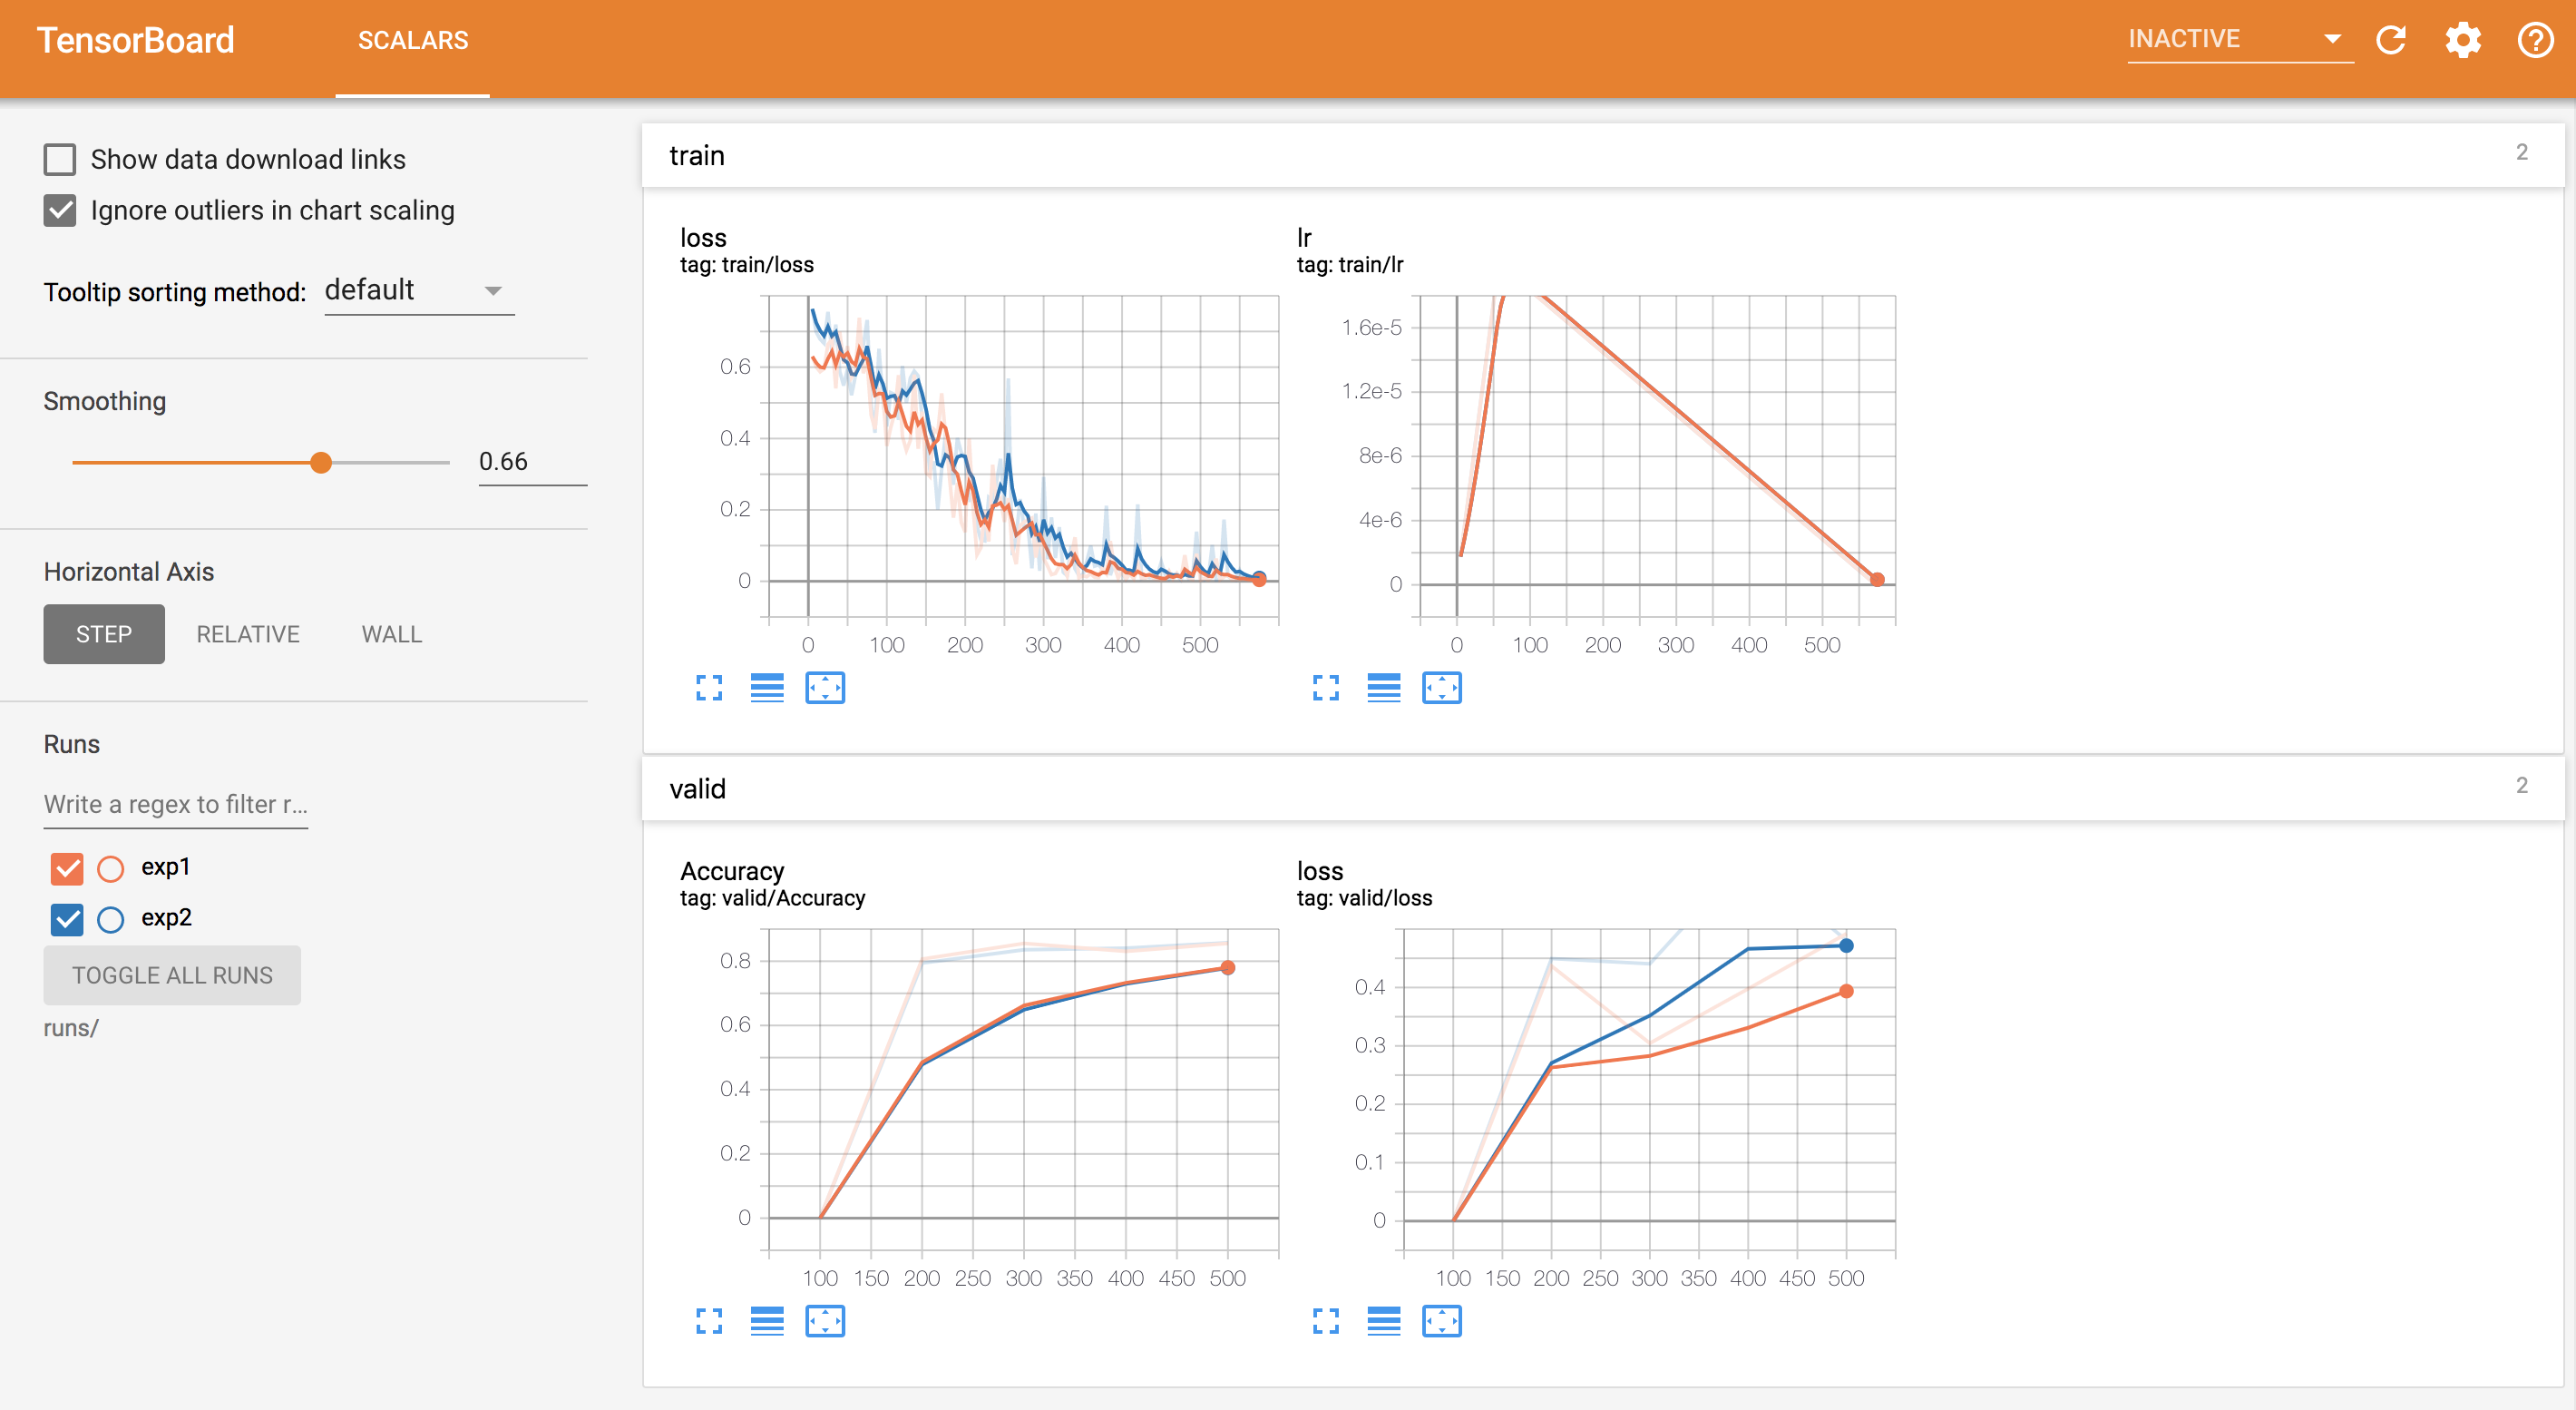 TensorBoard SCALARS INACTIVE
Show data download links
Ignore outliers in chart scaling
Tooltip sorting method: default
Smoothing
0.66
Horizontal Axis
STEP RELATIVE WALL
Runs
Write a regex to filter r...
exp1
exp2
TOGGLE ALL RUNS
runs/
train 2
loss
tag: train/loss
0.6
0.4
0.2
0
0 100 200 300 400 500
lr
tag: train/lr
1.6e-5
1.2e-5
8e-6
4e-6
0
0 100 200 300 400 500
valid 2
Accuracy
tag: valid/Accuracy
0.8
0.6
0.4
0.2
0
100 150 200 250 300 350 400 450 500
loss
tag: valid/loss
0.4
0.3
0.2
0.1
0
100 150 200 250 300 350 400 450 500